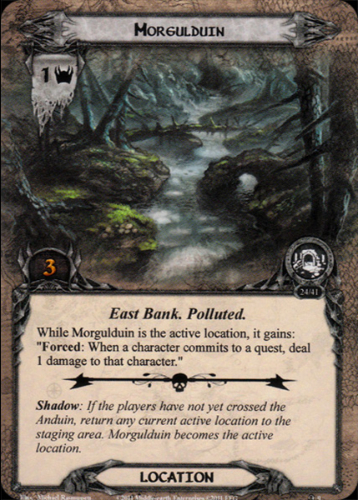 MORGULDUIN
1
3
24/41
East Bank. Polluted.
While Morgulduin is the active location, it gains:
"Forced: When a character commits to a quest, deal
1 damage to that character."
Shadow: If the players have not yet crossed the
Anduin, return any current active location to the
staging area. Morgulduin becomes the active
location.
LOCATION